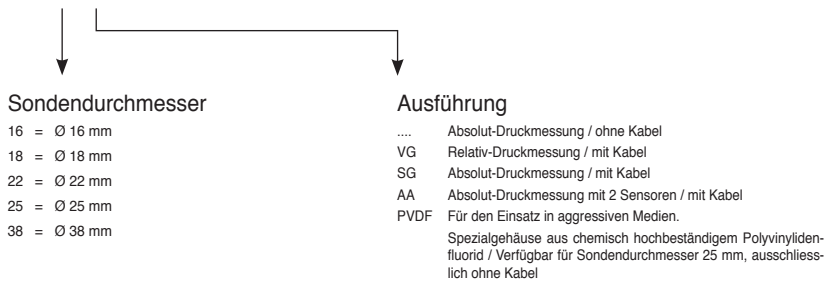 Sondendurchmesser
16 = Ø 16 mm
18 = Ø 18 mm
22 = Ø 22 mm
25 = Ø 25 mm
38 = Ø 38 mm
Ausführung
.... Absolut-Druckmessung / ohne Kabel
VG Relativ-Druckmessung / mit Kabel
SG Absolut-Druckmessung / mit Kabel
AA Absolut-Druckmessung mit 2 Sensoren / mit Kabel
PVDF Für den Einsatz in aggressiven Medien.
Spezialgehäuse aus chemisch hochbeständigem Polyvinyliden-
fluorid / Verfügbar für Sondendurchmesser 25 mm, ausschliess-
lich ohne Kabel